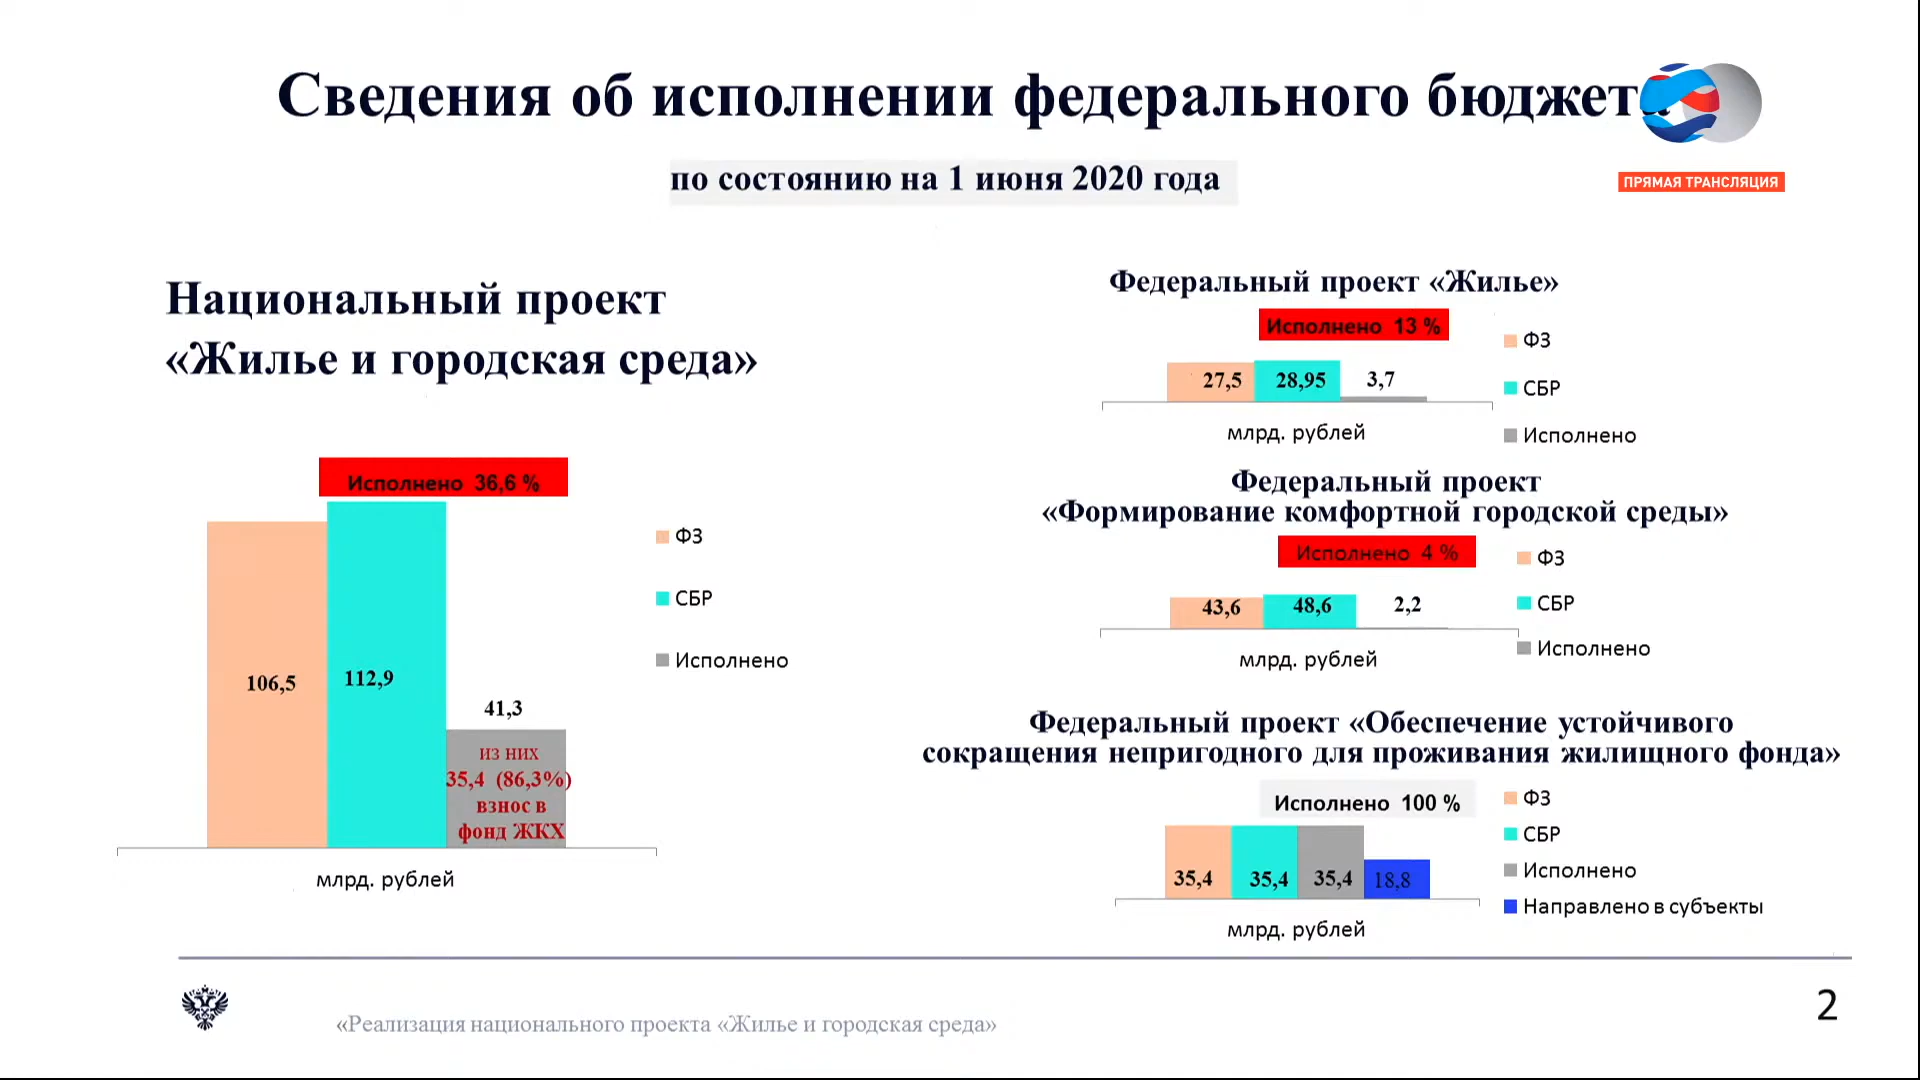 Сведения об исполнении федерального бюджета
ПРЯМАЯ ТРАНСЛЯЦИЯ
по состоянию на 1 июня 2020 года
Национальный проект
«Жилье и городская среда»
Исполнено 36,6 %
106,5
112,9
41,3
из них
35,4 (86,3%)
взнос в
фонд ЖКХ
млрд. рублей
ФЗ
СБР
Исполнено
Федеральный проект «Жилье»
Исполнено 13 %
27,5
28,95
3,7
млрд. рублей
ФЗ
СБР
Исполнено
Федеральный проект
«Формирование комфортной городской среды»
Исполнено 4 %
43,6
48,6
2,2
млрд. рублей
ФЗ
СБР
Исполнено
Федеральный проект «Обеспечение устойчивого
сокращения непригодного для проживания жилищного фонда»
Исполнено 100 %
35,4
35,4
35,4
18,8
млрд. рублей
ФЗ
СБР
Исполнено
Направлено в субъекты
«Реализация национального проекта «Жилье и городская среда»
2